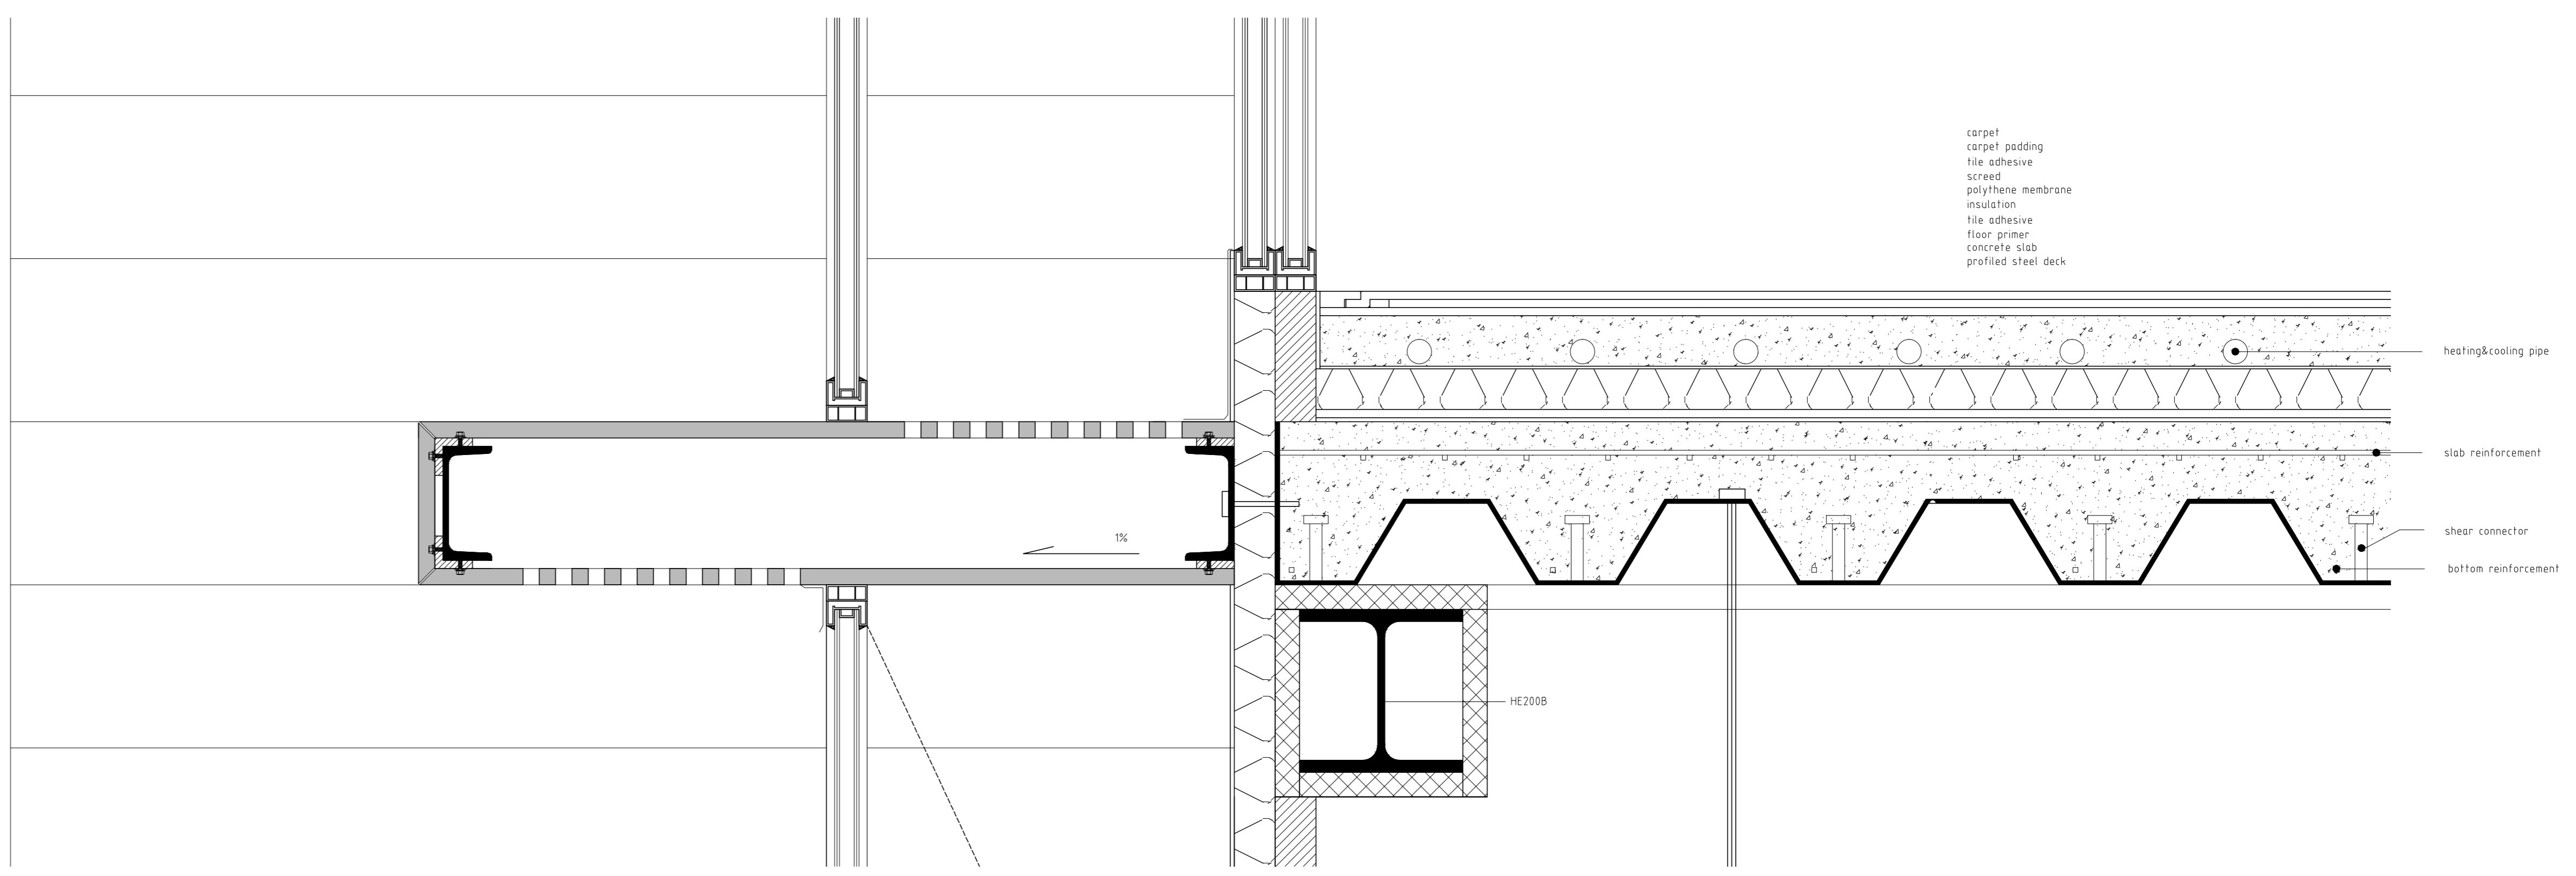 carpet
carpet padding
tile adhesive
screed
polythene membrane
insulation
tile adhesive
floor primer
concrete slab
profiled steel deck
heating&cooling pipe
slab reinforcement
shear connector
1%
bottom reinforcement
HE200B